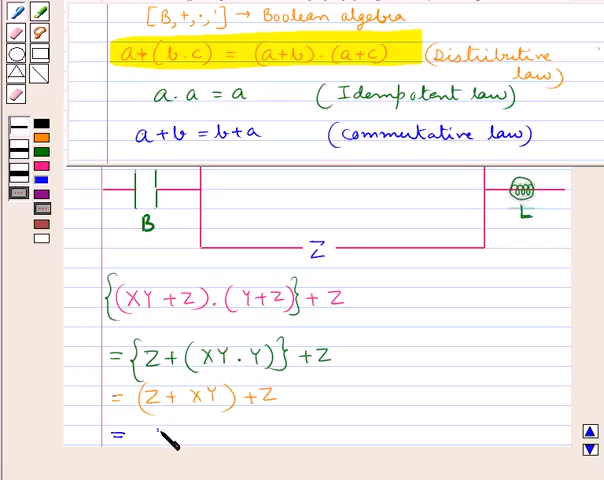 [B,+,·,'] → Boolean algebra
a+(b.c) = (a+b).(a+c) (Distributive law)
a.a = a (Idempotent law)
a+b = b+a (Commutative law)
B
L
Z
{(XY+Z).(Y+Z)}+Z
={Z+(XY.Y)}+Z
= (Z+ XY)+Z
=